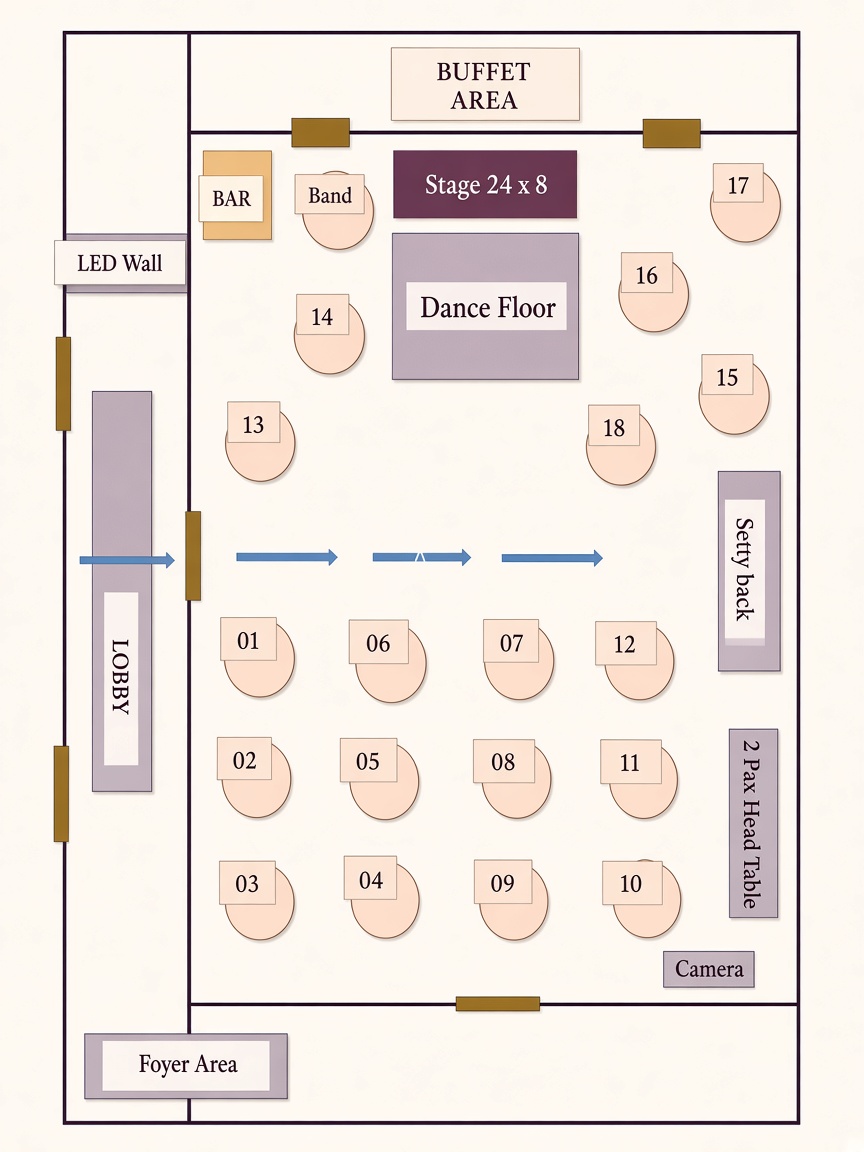 BUFFET
AREA
BAR
Band
Stage 24 x 8
17
LED Wall
16
14
Dance Floor
15
13
18
Setty back
LOBBY
01
06
07
12
02
05
08
11
2 Pax Head Table
03
04
09
10
Camera
Foyer Area